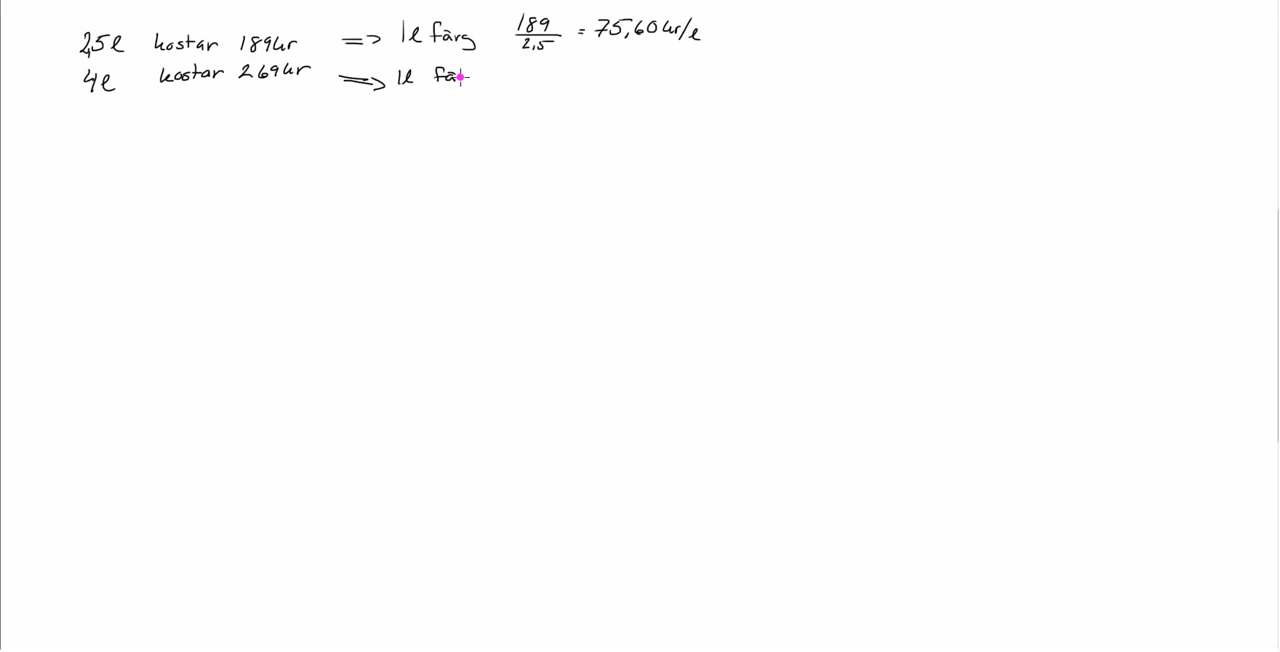 2,5l kostar 189kr => 1l färg 189/2,5 = 75,60kr/l
4l kostar 269kr => 1l fä